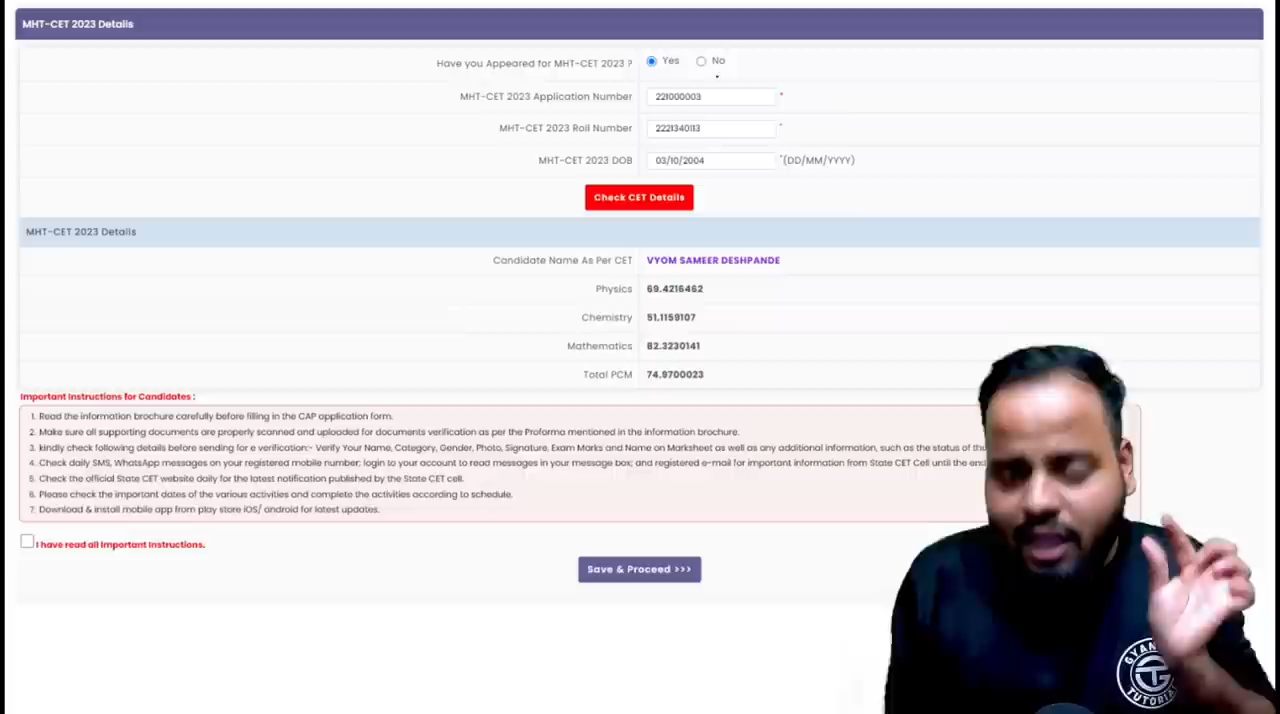 MHT-CET 2023 Details
Have you Appeared for MHT-CET 2023 ? Yes No
MHT-CET 2023 Application Number 221000003 *
MHT-CET 2023 Roll Number 2221340113 *
MHT-CET 2023 DOB 03/10/2004 *(DD/MM/YYYY)
Check CET Details
MHT-CET 2023 Details
Candidate Name As Per CET VYOM SAMEER DESHPANDE
Physics 69.4216462
Chemistry 51.1159107
Mathematics 82.3230141
Total PCM 74.9700023
Important Instructions for Candidates :
1. Read the information brochure carefully before filling in the CAP application form.
2. Make sure all supporting documents are properly scanned and uploaded for documents verification as per the Proforma mentioned in the information brochure.
3. kindly check following details before sending for e verification:- Verify Your Name, Category, Gender, Photo, Signature, Exam Marks and Name on Marksheet as well as any additional information, such as the status of
4. Check daily SMS, WhatsApp messages on your registered mobile number; login to your account to read messages in your message box; and registered e-mail for important information from State CET Cell until the
5. Check the official State CET website daily for the latest notification published by the State CET cell.
6. Please check the important dates of the various activities and complete the activities according to schedule.
7. Download & install mobile app from play store iOS/ android for latest updates.
I have read all Important Instructions.
Save & Proceed >>>